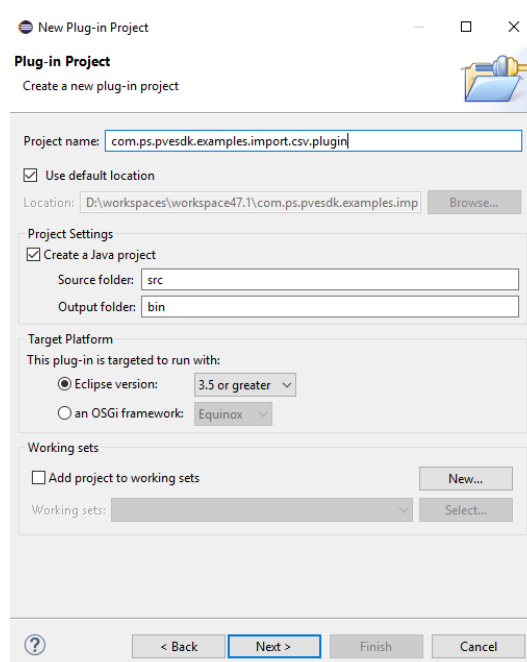 New Plug-in Project
Plug-in Project
Create a new plug-in project
Project name: com.ps.pvesdk.examples.import.csv.plugin
Use default location
Location: D:\workspaces\workspace47.1\com.ps.pvesdk.examples.imp Browse...
Project Settings
Create a Java project
Source folder: src
Output folder: bin
Target Platform
This plug-in is targeted to run with:
Eclipse version: 3.5 or greater
an OSGi framework: Equinox
Working sets
Add project to working sets New...
Working sets: Select...
? < Back Next > Finish Cancel